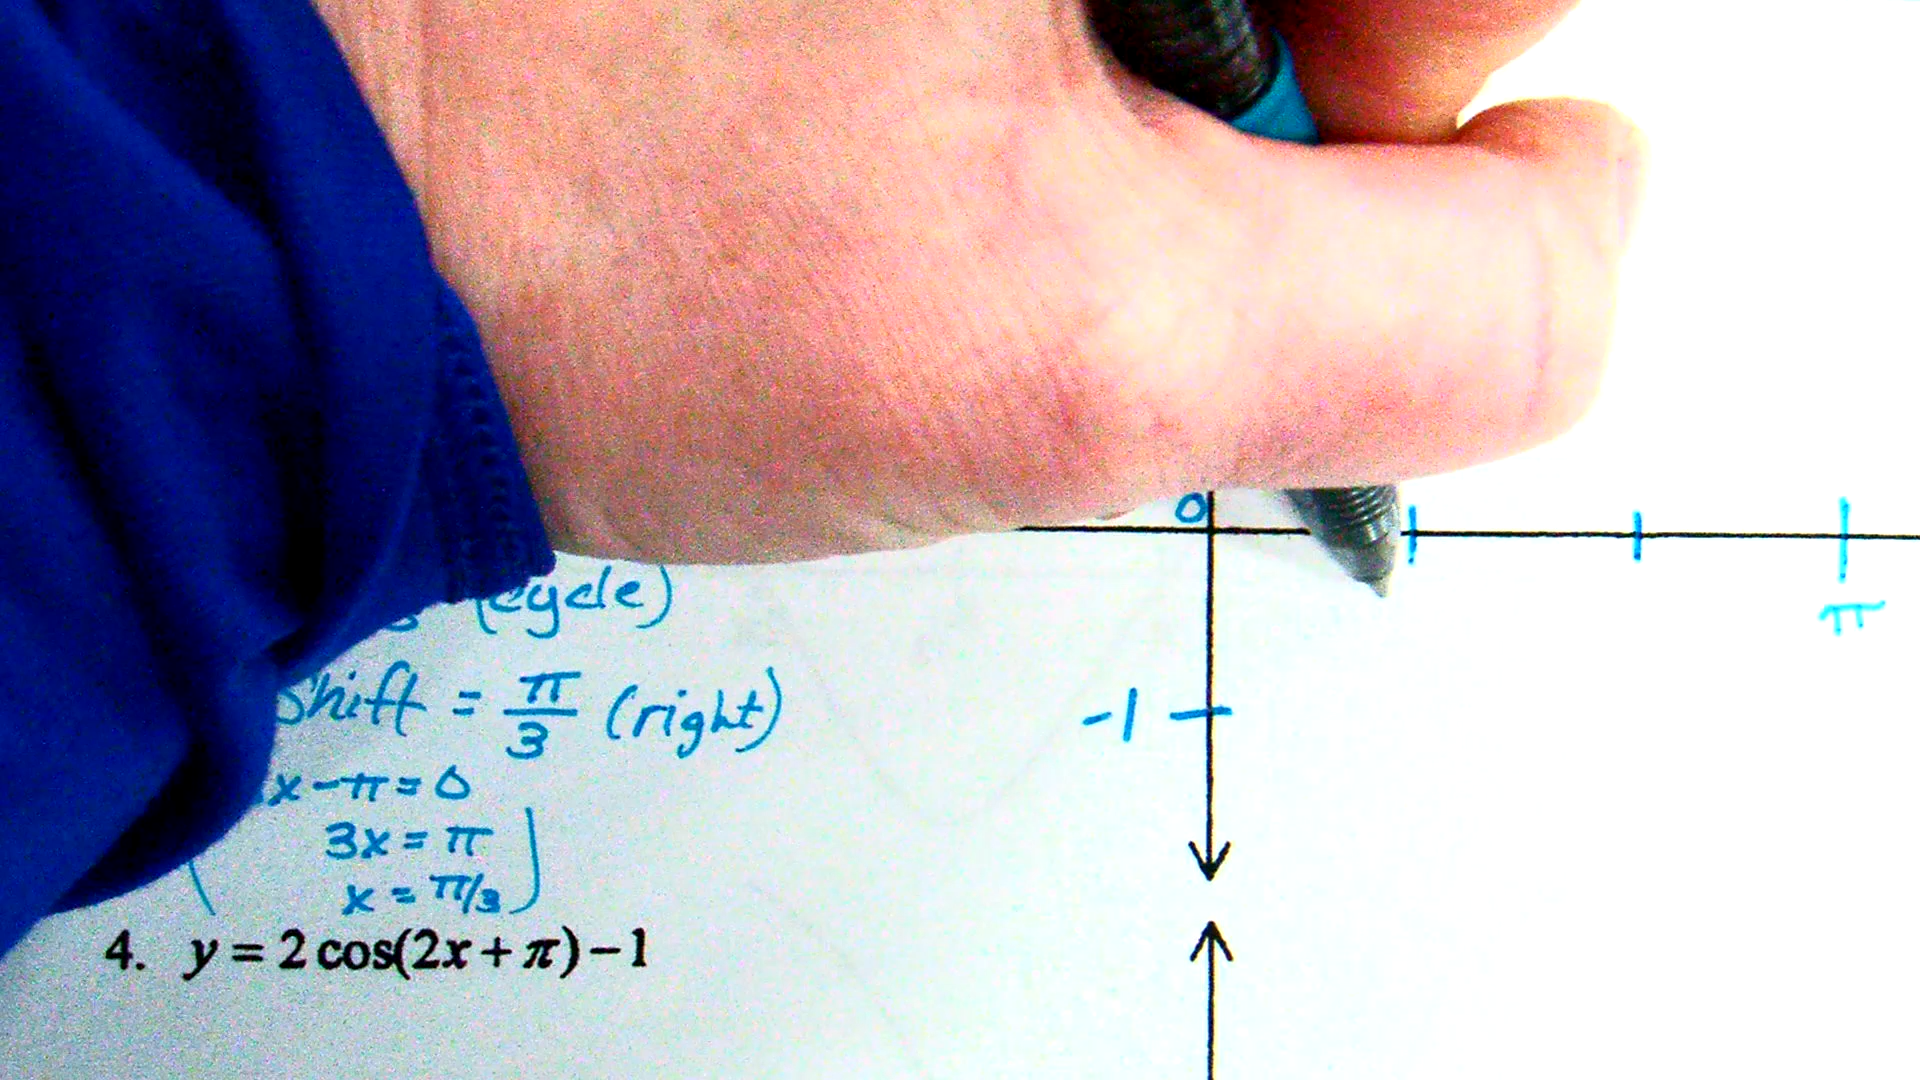 0
π
(cycle)
Shift = π/3 (right)
-1
x - π = 0
3x = π
x = π/3
4. y = 2 cos(2x + π) - 1